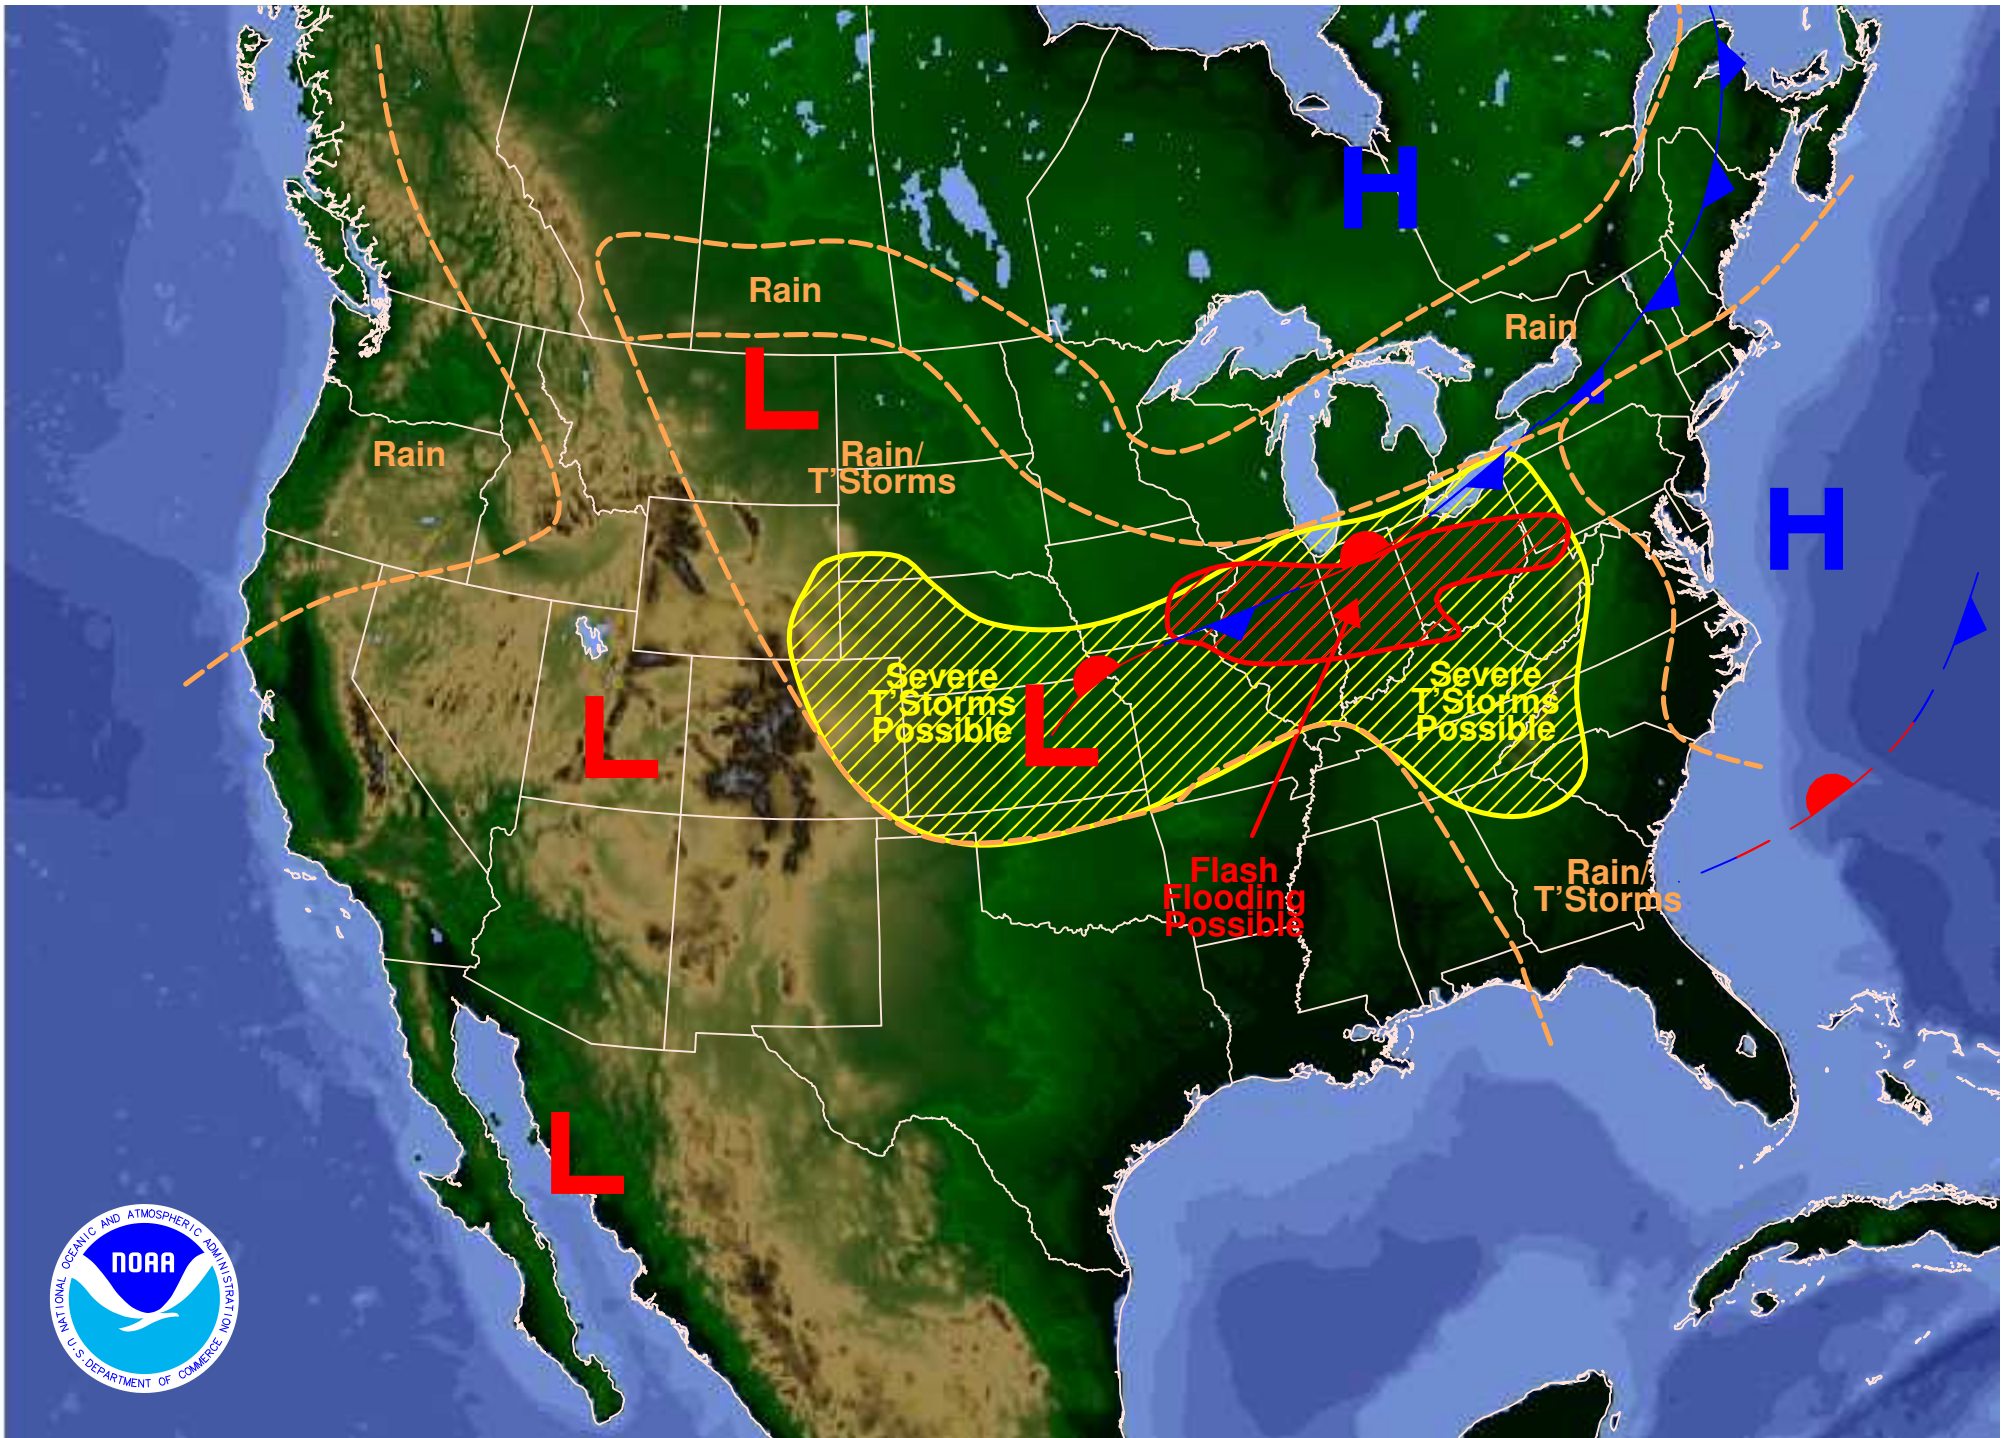 H
Rain
Rain
L
Rain
Rain/
T'Storms
H
Severe
T'Storms
Possible
Severe
T'Storms
Possible
L
L
Flash
Flooding
Possible
Rain/
T'Storms
L
NATIONAL OCEANIC AND ATMOSPHERIC ADMINISTRATION
NOAA
U.S. DEPARTMENT OF COMMERCE